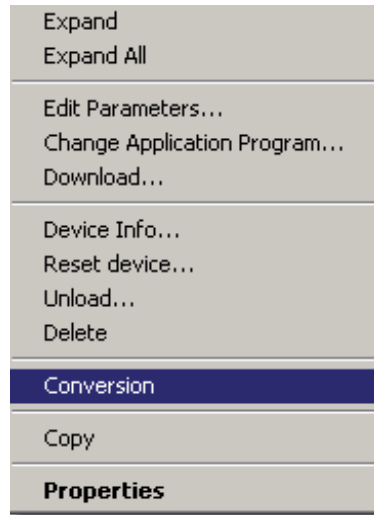 Expand
Expand All
Edit Parameters...
Change Application Program...
Download...
Device Info...
Reset device...
Unload...
Delete
Conversion
Copy
Properties